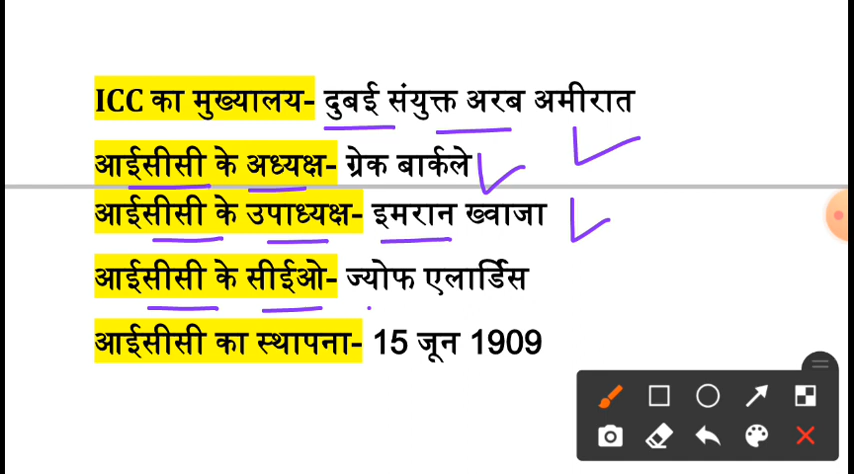 ICC का मुख्यालय- दुबई संयुक्त अरब अमीरात
आईसीसी के अध्यक्ष- ग्रेक बार्कले
आईसीसी के उपाध्यक्ष- इमरान ख्वाजा
आईसीसी के सीईओ- ज्योफ एलार्डिस
आईसीसी का स्थापना- 15 जून 1909